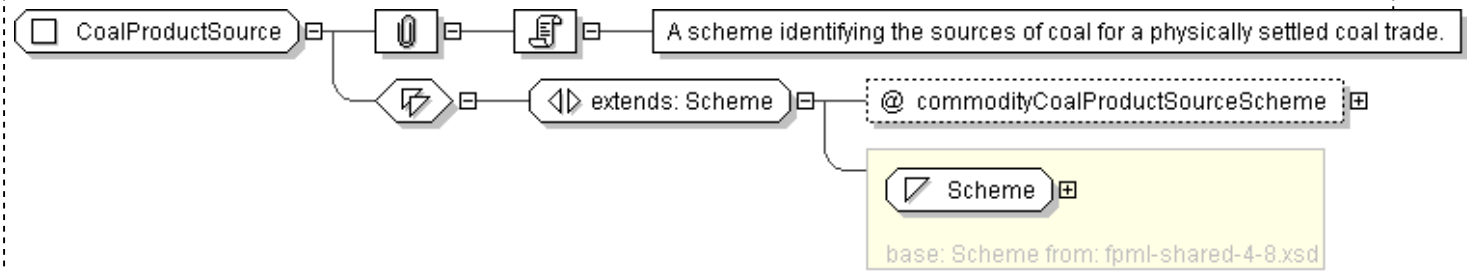 CoalProductSource
A scheme identifying the sources of coal for a physically settled coal trade.
extends: Scheme
@ commodityCoalProductSourceScheme
Scheme
base: Scheme from: fpml-shared-4-8.xsd